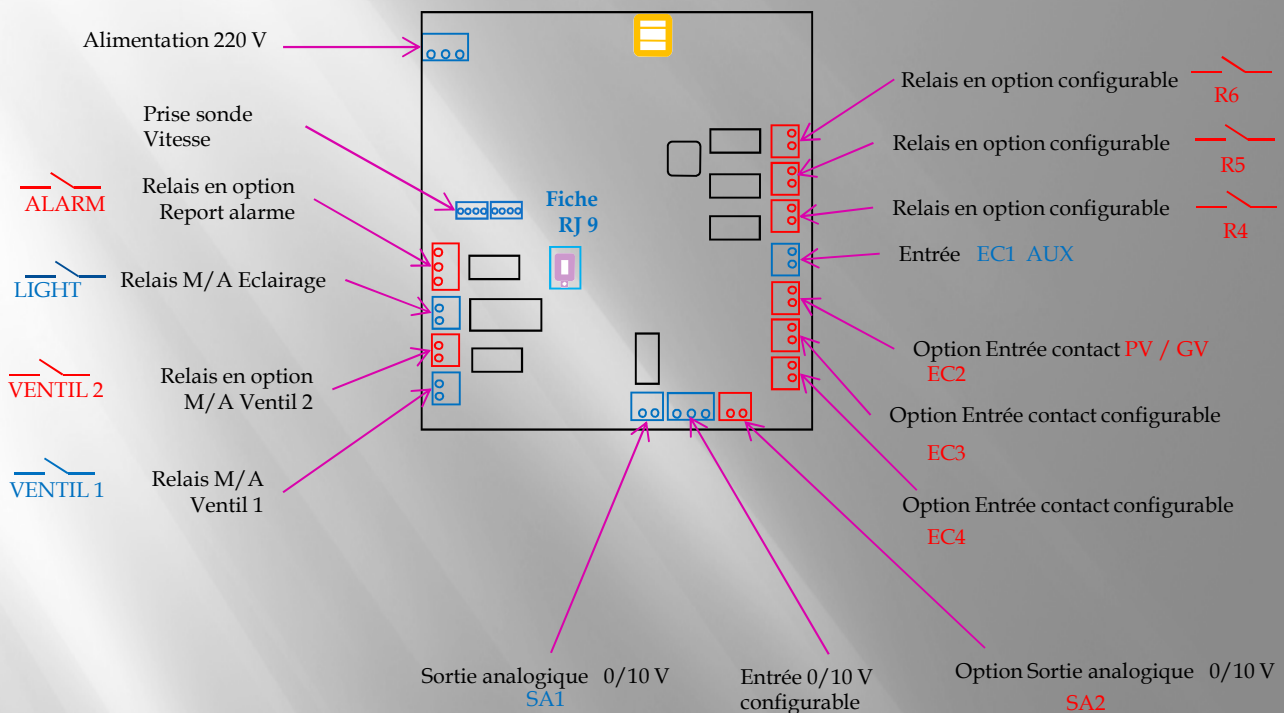 Alimentation 220 V
Prise sonde
Vitesse
ALARM
Relais en option
Report alarme
LIGHT
Relais M/A Eclairage
VENTIL 2
Relais en option
M/A Ventil 2
VENTIL 1
Relais M/A
Ventil 1
Fiche
RJ 9
Relais en option configurable
R6
Relais en option configurable
R5
Relais en option configurable
R4
Entrée EC1 AUX
Option Entrée contact PV / GV
EC2
Option Entrée contact configurable
EC3
Option Entrée contact configurable
EC4
Sortie analogique 0/10 V
SA1
Entrée 0/10 V
configurable
Option Sortie analogique 0/10 V
SA2